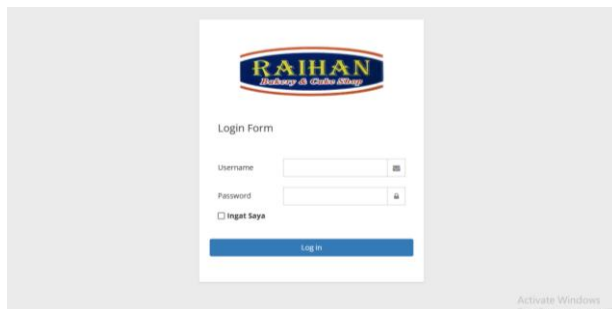 RAIHAN
Bakery & Cake Shop
Login Form
Username
Password
Ingat Saya
Log in
Activate Windows